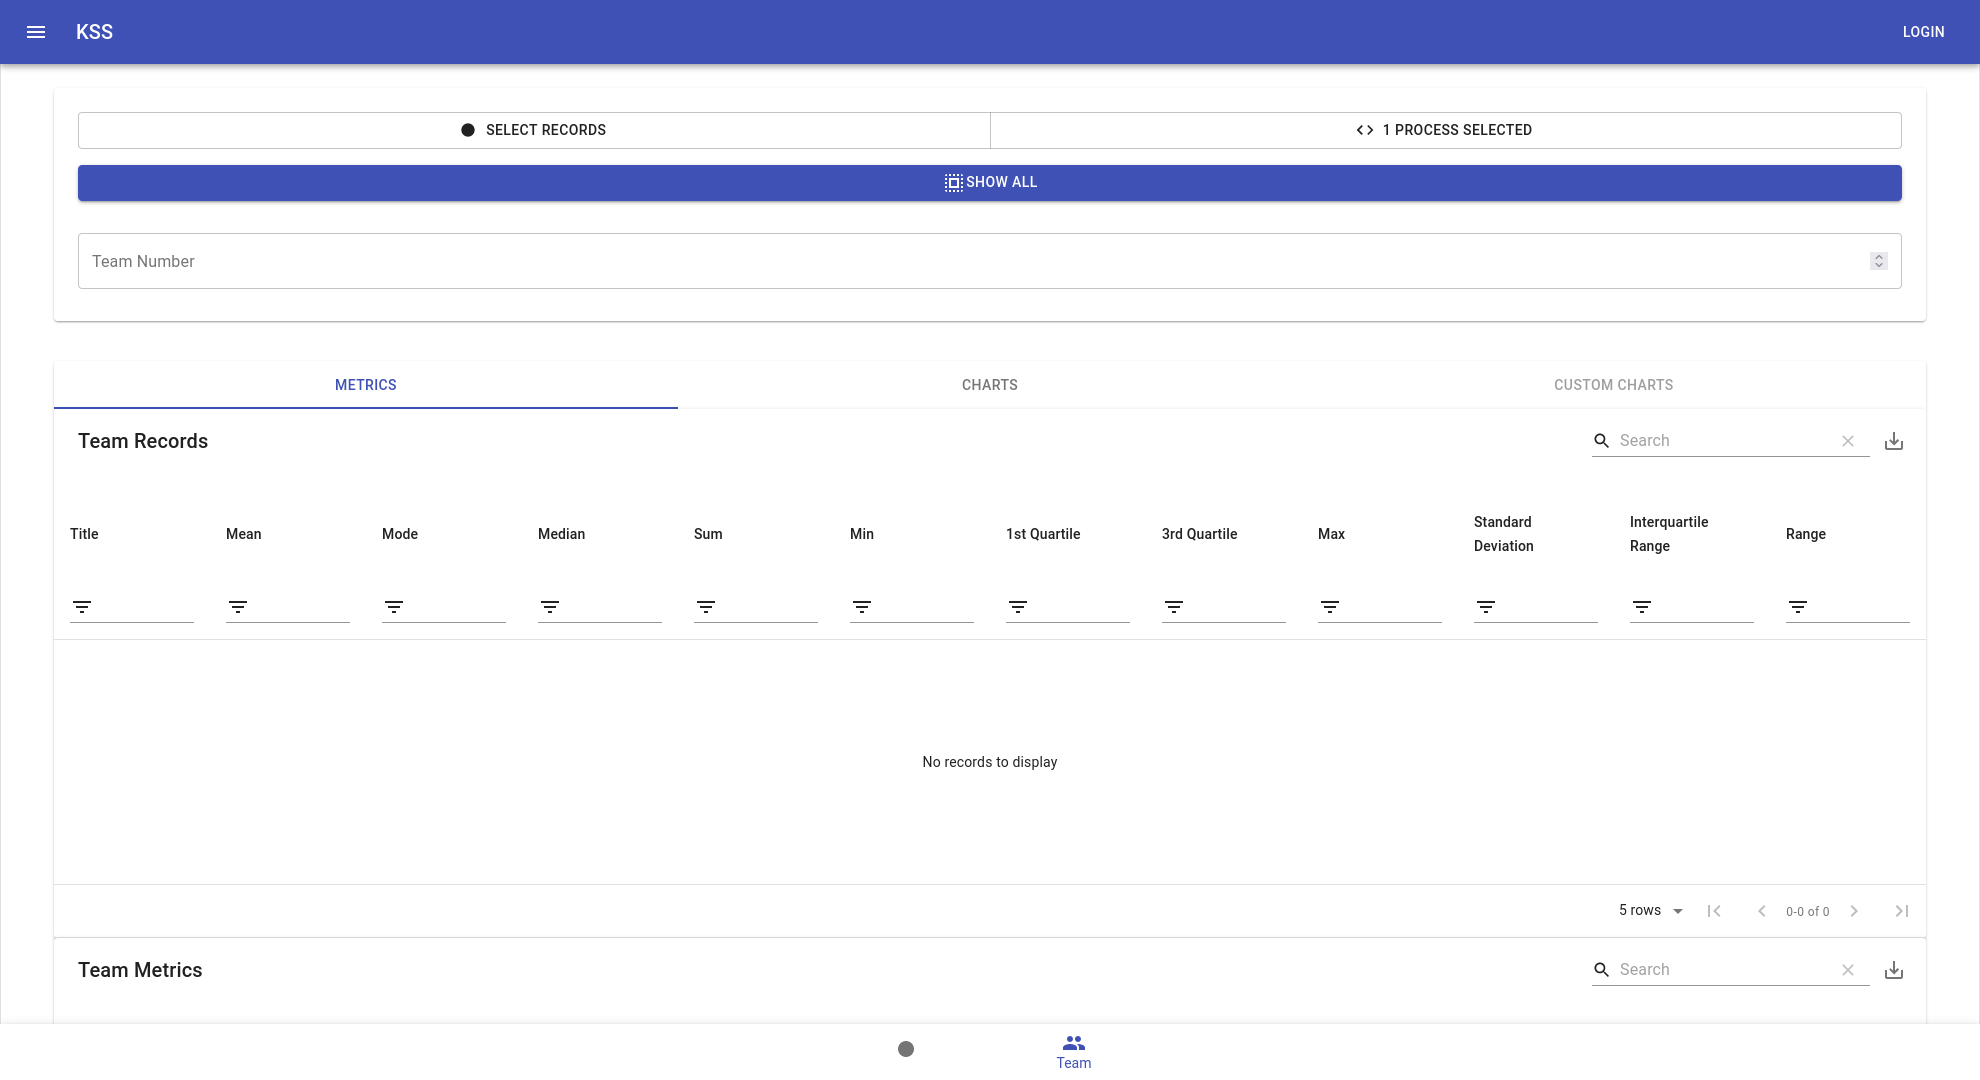 KSS
LOGIN
SELECT RECORDS
1 PROCESS SELECTED
SHOW ALL
Team Number
METRICS
CHARTS
CUSTOM CHARTS
Team Records
Search
Title
Mean
Mode
Median
Sum
Min
1st Quartile
3rd Quartile
Max
Standard
Deviation
Interquartile
Range
Range
No records to display
5 rows
0-0 of 0
Team Metrics
Search
Team